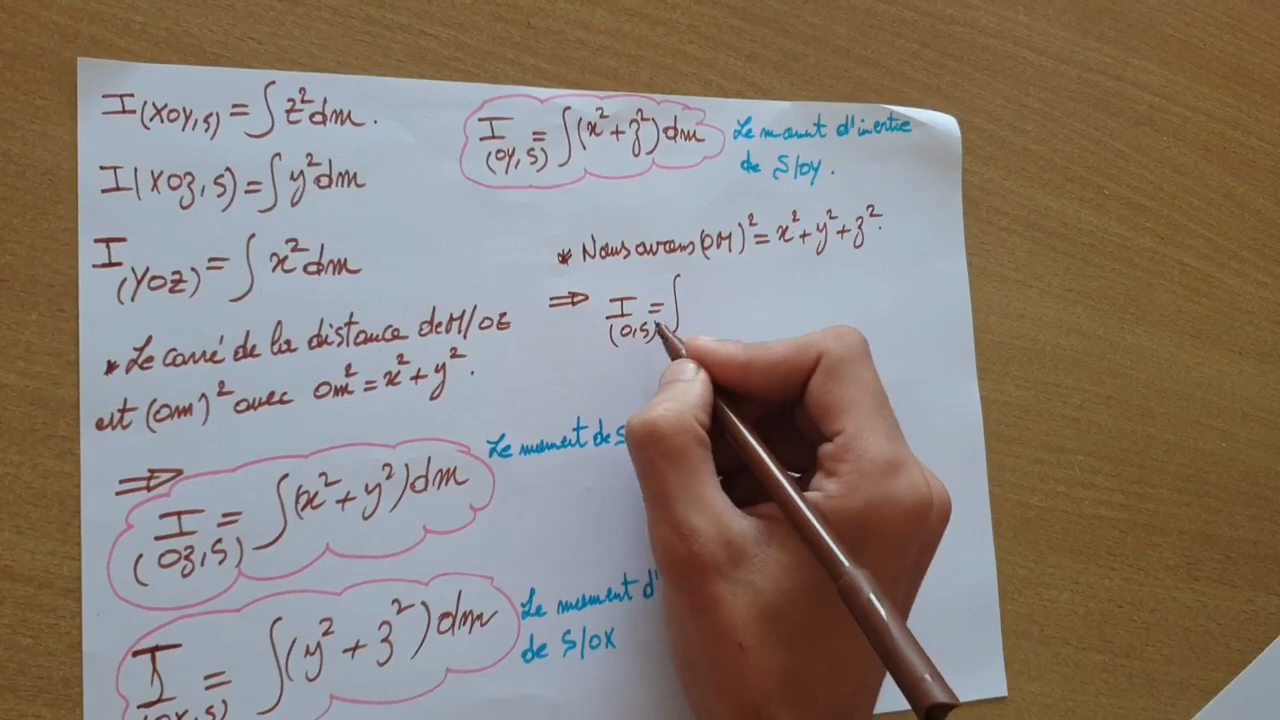 I(XOY,S) = ∫z²dm.
I(XOz,S) = ∫y²dm
I(YOZ) = ∫x²dm
* Le carré de la distance de M/OZ
est (Om)² avec Om² = x² + y².
⇒ I(Oz,S) = ∫(x² + y²)dm
Le moment de S
I(OX,S) = ∫(y² + z²)dm
Le moment d'
de S/OX
I(OY,S) = ∫(x² + z²)dm
Le moment d'inertie
de S/OY.
* Nous avons (OM)² = x² + y² + z².
⇒ I(O,S) = ∫